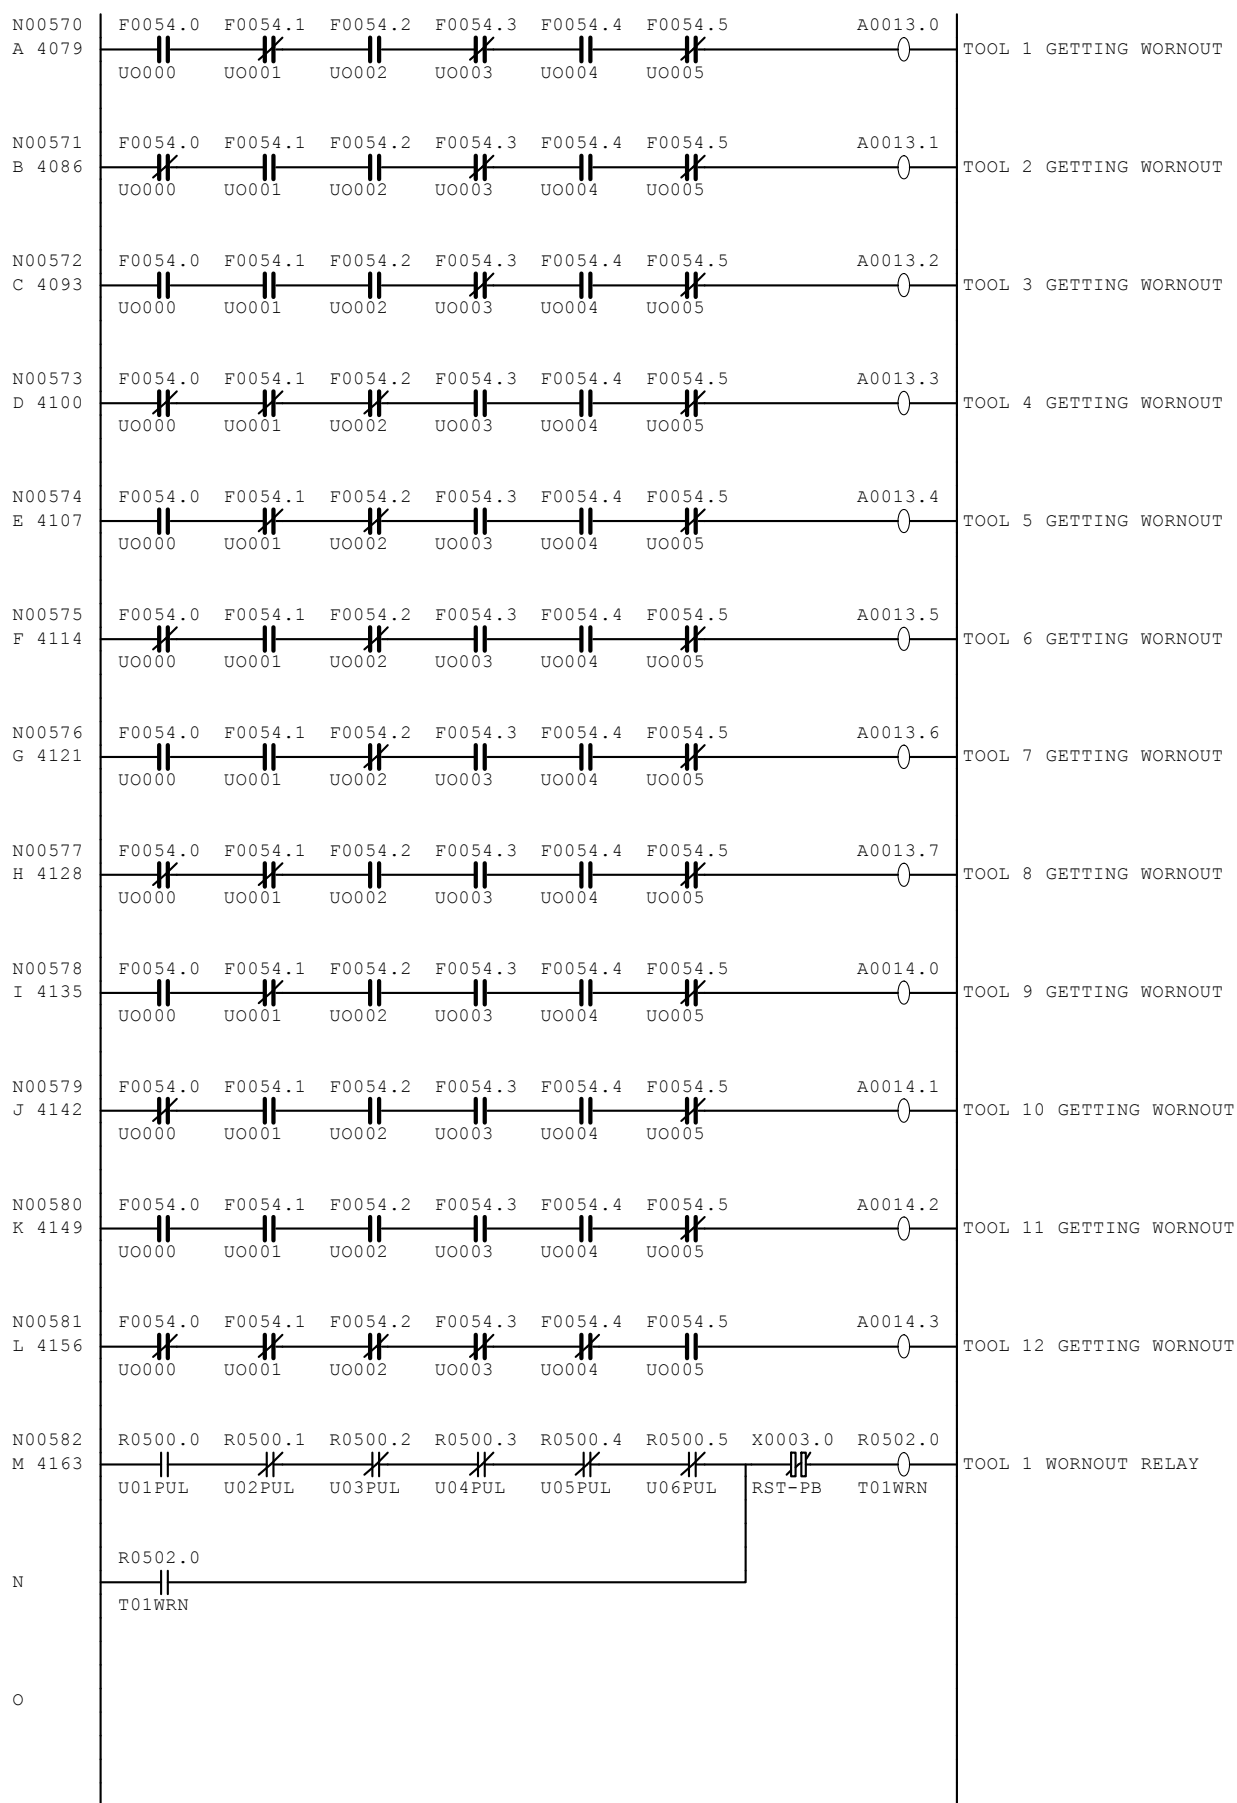 N00570 F0054.0 F0054.1 F0054.2 F0054.3 F0054.4 F0054.5 A0013.0
A 4079 TOOL 1 GETTING WORNOUT
UO000 UO001 UO002 UO003 UO004 UO005
N00571 F0054.0 F0054.1 F0054.2 F0054.3 F0054.4 F0054.5 A0013.1
B 4086 TOOL 2 GETTING WORNOUT
UO000 UO001 UO002 UO003 UO004 UO005
N00572 F0054.0 F0054.1 F0054.2 F0054.3 F0054.4 F0054.5 A0013.2
C 4093 TOOL 3 GETTING WORNOUT
UO000 UO001 UO002 UO003 UO004 UO005
N00573 F0054.0 F0054.1 F0054.2 F0054.3 F0054.4 F0054.5 A0013.3
D 4100 TOOL 4 GETTING WORNOUT
UO000 UO001 UO002 UO003 UO004 UO005
N00574 F0054.0 F0054.1 F0054.2 F0054.3 F0054.4 F0054.5 A0013.4
E 4107 TOOL 5 GETTING WORNOUT
UO000 UO001 UO002 UO003 UO004 UO005
N00575 F0054.0 F0054.1 F0054.2 F0054.3 F0054.4 F0054.5 A0013.5
F 4114 TOOL 6 GETTING WORNOUT
UO000 UO001 UO002 UO003 UO004 UO005
N00576 F0054.0 F0054.1 F0054.2 F0054.3 F0054.4 F0054.5 A0013.6
G 4121 TOOL 7 GETTING WORNOUT
UO000 UO001 UO002 UO003 UO004 UO005
N00577 F0054.0 F0054.1 F0054.2 F0054.3 F0054.4 F0054.5 A0013.7
H 4128 TOOL 8 GETTING WORNOUT
UO000 UO001 UO002 UO003 UO004 UO005
N00578 F0054.0 F0054.1 F0054.2 F0054.3 F0054.4 F0054.5 A0014.0
I 4135 TOOL 9 GETTING WORNOUT
UO000 UO001 UO002 UO003 UO004 UO005
N00579 F0054.0 F0054.1 F0054.2 F0054.3 F0054.4 F0054.5 A0014.1
J 4142 TOOL 10 GETTING WORNOUT
UO000 UO001 UO002 UO003 UO004 UO005
N00580 F0054.0 F0054.1 F0054.2 F0054.3 F0054.4 F0054.5 A0014.2
K 4149 TOOL 11 GETTING WORNOUT
UO000 UO001 UO002 UO003 UO004 UO005
N00581 F0054.0 F0054.1 F0054.2 F0054.3 F0054.4 F0054.5 A0014.3
L 4156 TOOL 12 GETTING WORNOUT
UO000 UO001 UO002 UO003 UO004 UO005
N00582 R0500.0 R0500.1 R0500.2 R0500.3 R0500.4 R0500.5 X0003.0 R0502.0
M 4163 TOOL 1 WORNOUT RELAY
U01PUL U02PUL U03PUL U04PUL U05PUL U06PUL RST-PB T01WRN
R0502.0
N
T01WRN
O